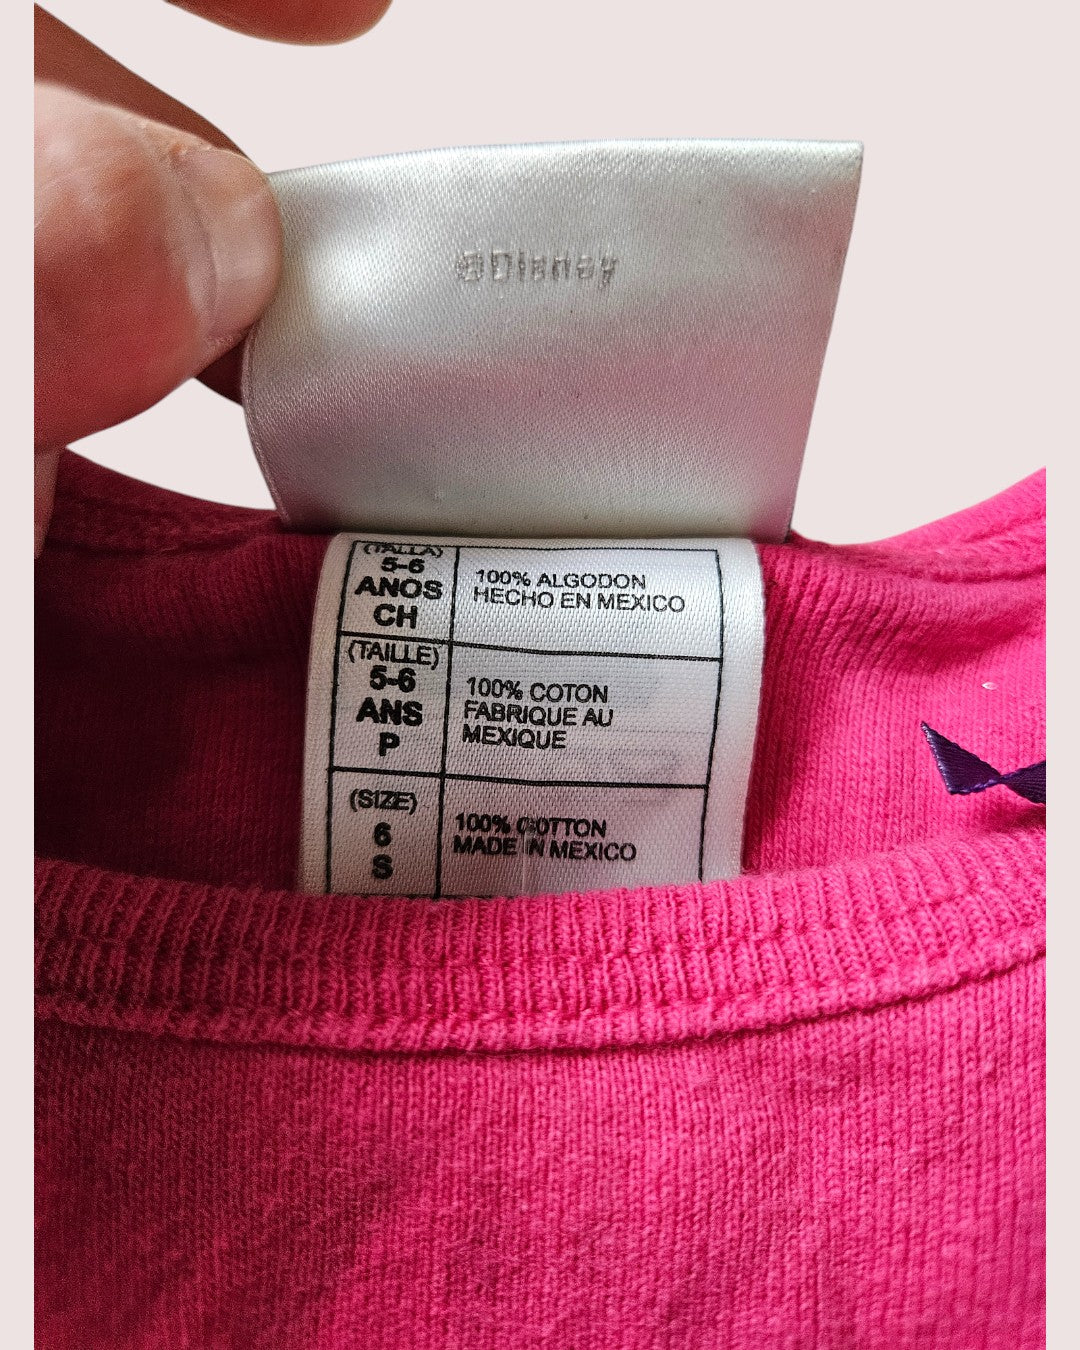 ©Disney
(TALLA)
5-6
ANOS
CH
100% ALGODON
HECHO EN MEXICO
(TAILLE)
5-6
ANS
P
100% COTON
FABRIQUE AU
MEXIQUE
(SIZE)
6
S
100% COTTON
MADE IN MEXICO